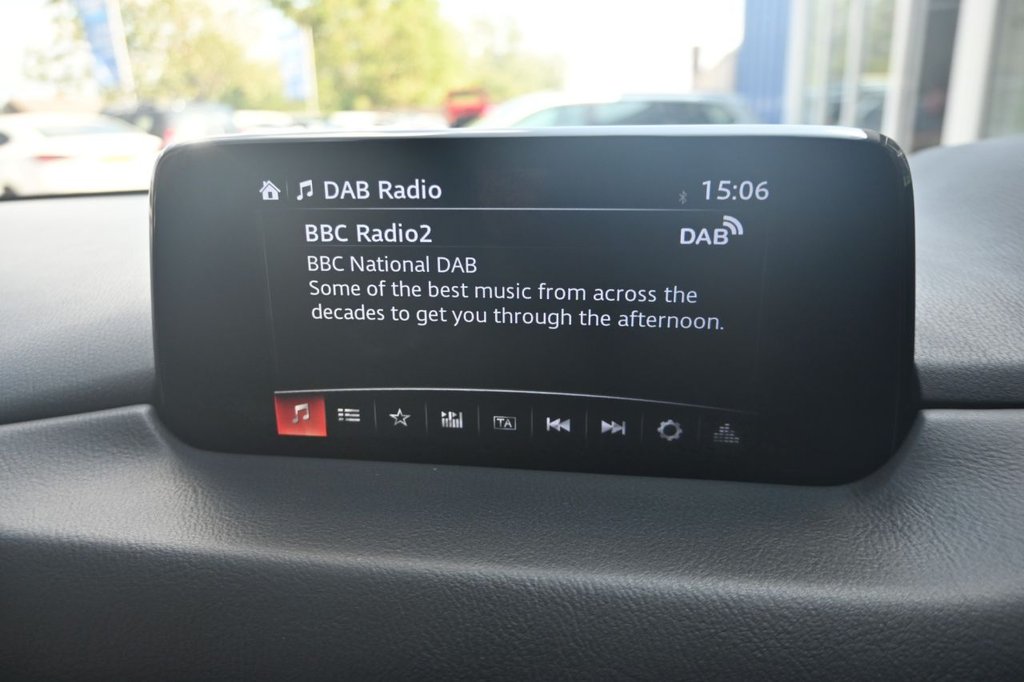 DAB Radio 15:06
BBC Radio2 DAB
BBC National DAB
Some of the best music from across the
decades to get you through the afternoon.
TA